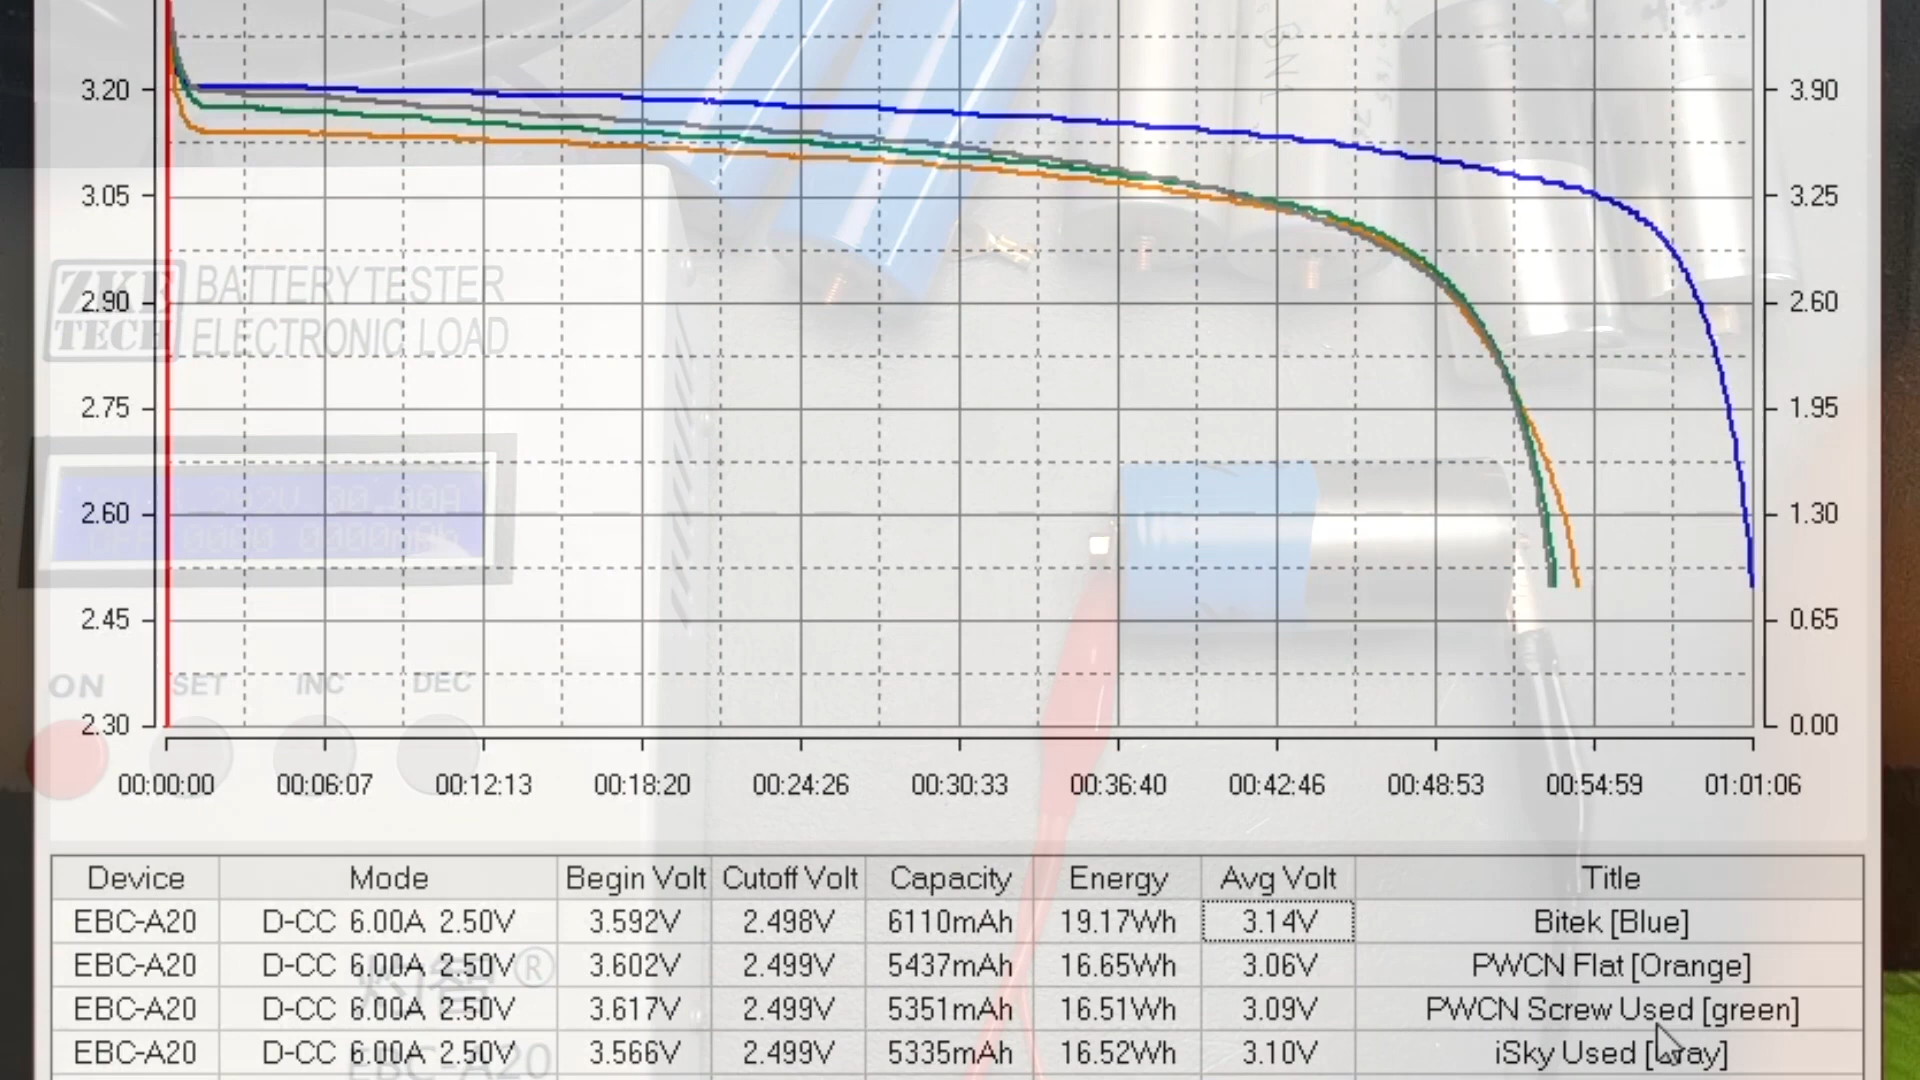 3.20
3.05
2.90
2.75
2.60
2.45
2.30
3.90
3.25
2.60
1.95
1.30
0.65
0.00
ZKE TECH
BATTERY TESTER
ELECTRONIC LOAD
ON SET INC DEC
00:00:00 00:06:07 00:12:13 00:18:20 00:24:26 00:30:33 00:36:40 00:42:46 00:48:53 00:54:59 01:01:06
Device Mode Begin Volt Cutoff Volt Capacity Energy Avg Volt Title
EBC-A20 D-CC 6.00A 2.50V 3.592V 2.498V 6110mAh 19.17Wh 3.14V Bitek [Blue]
EBC-A20 D-CC 6.00A 2.50V 3.602V 2.499V 5437mAh 16.65Wh 3.06V PWCN Flat [Orange]
EBC-A20 D-CC 6.00A 2.50V 3.617V 2.499V 5351mAh 16.51Wh 3.09V PWCN Screw Used [green]
EBC-A20 D-CC 6.00A 2.50V 3.566V 2.499V 5335mAh 16.52Wh 3.10V iSky Used [Gray]
EBC-A20